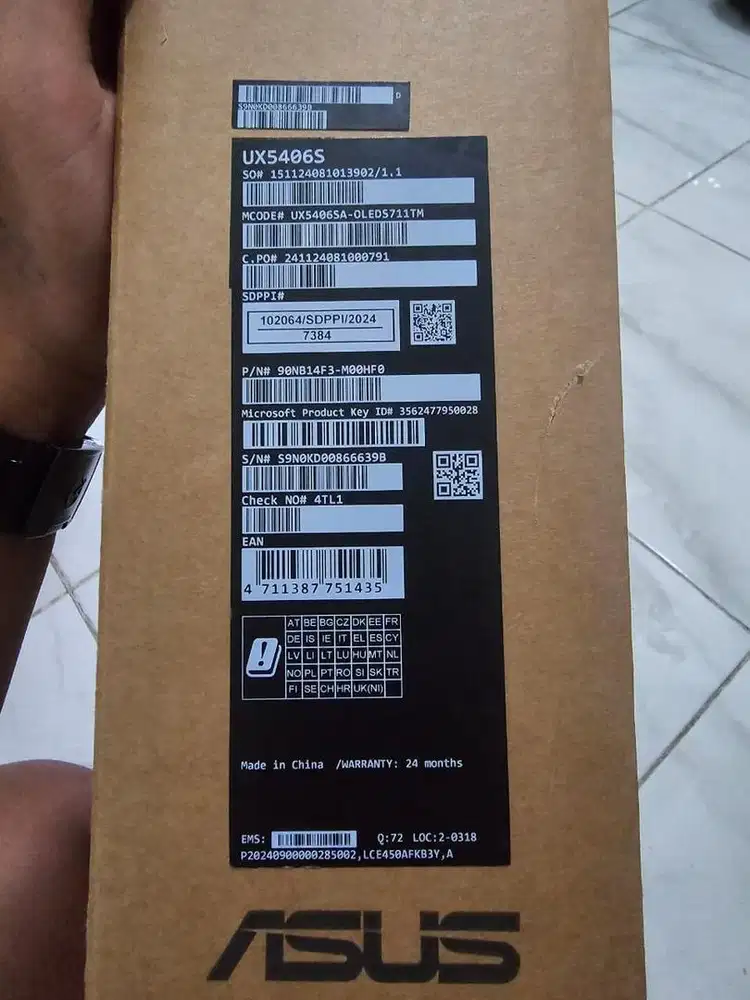 D
S9N0KD00866639B
UX5406S
SO# 151124081013902/1.1
MCODE# UX5406SA-OLEDS711TM
C.PO# 241124081000791
SDPPI#
102064/SDPPI/2024
7384
P/N# 90NB14F3-M00HF0
Microsoft Product Key ID# 3562477950028
S/N# S9N0KD00866639B
Check NO# 4TL1
EAN
4 711387 751435
AT BE BG CZ DK EE FR
DE IS IE IT EL ES CY
LV LI LT LU HU MT NL
NO PL PT RO SI SK TR
FI SE CH HR UK(NI)
Made in China /WARRANTY: 24 months
EMS: Q:72 LOC:2-0318
P20240900000285002,LCE450AFKB3Y,A
ASUS